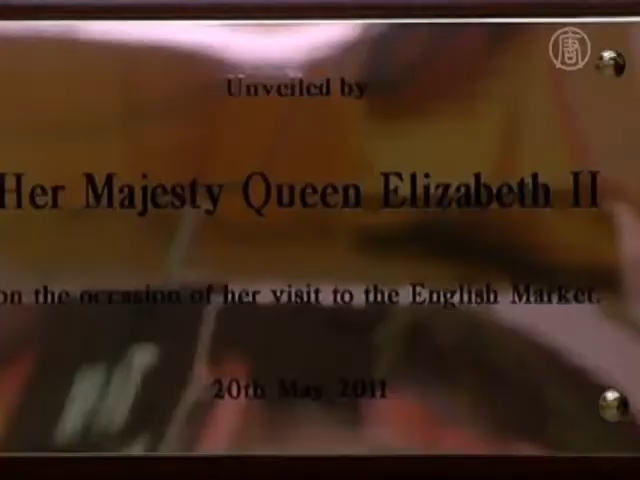 唐
Unveiled by
Her Majesty Queen Elizabeth II
on the occasion of her visit to the English Market.
20th May 2011